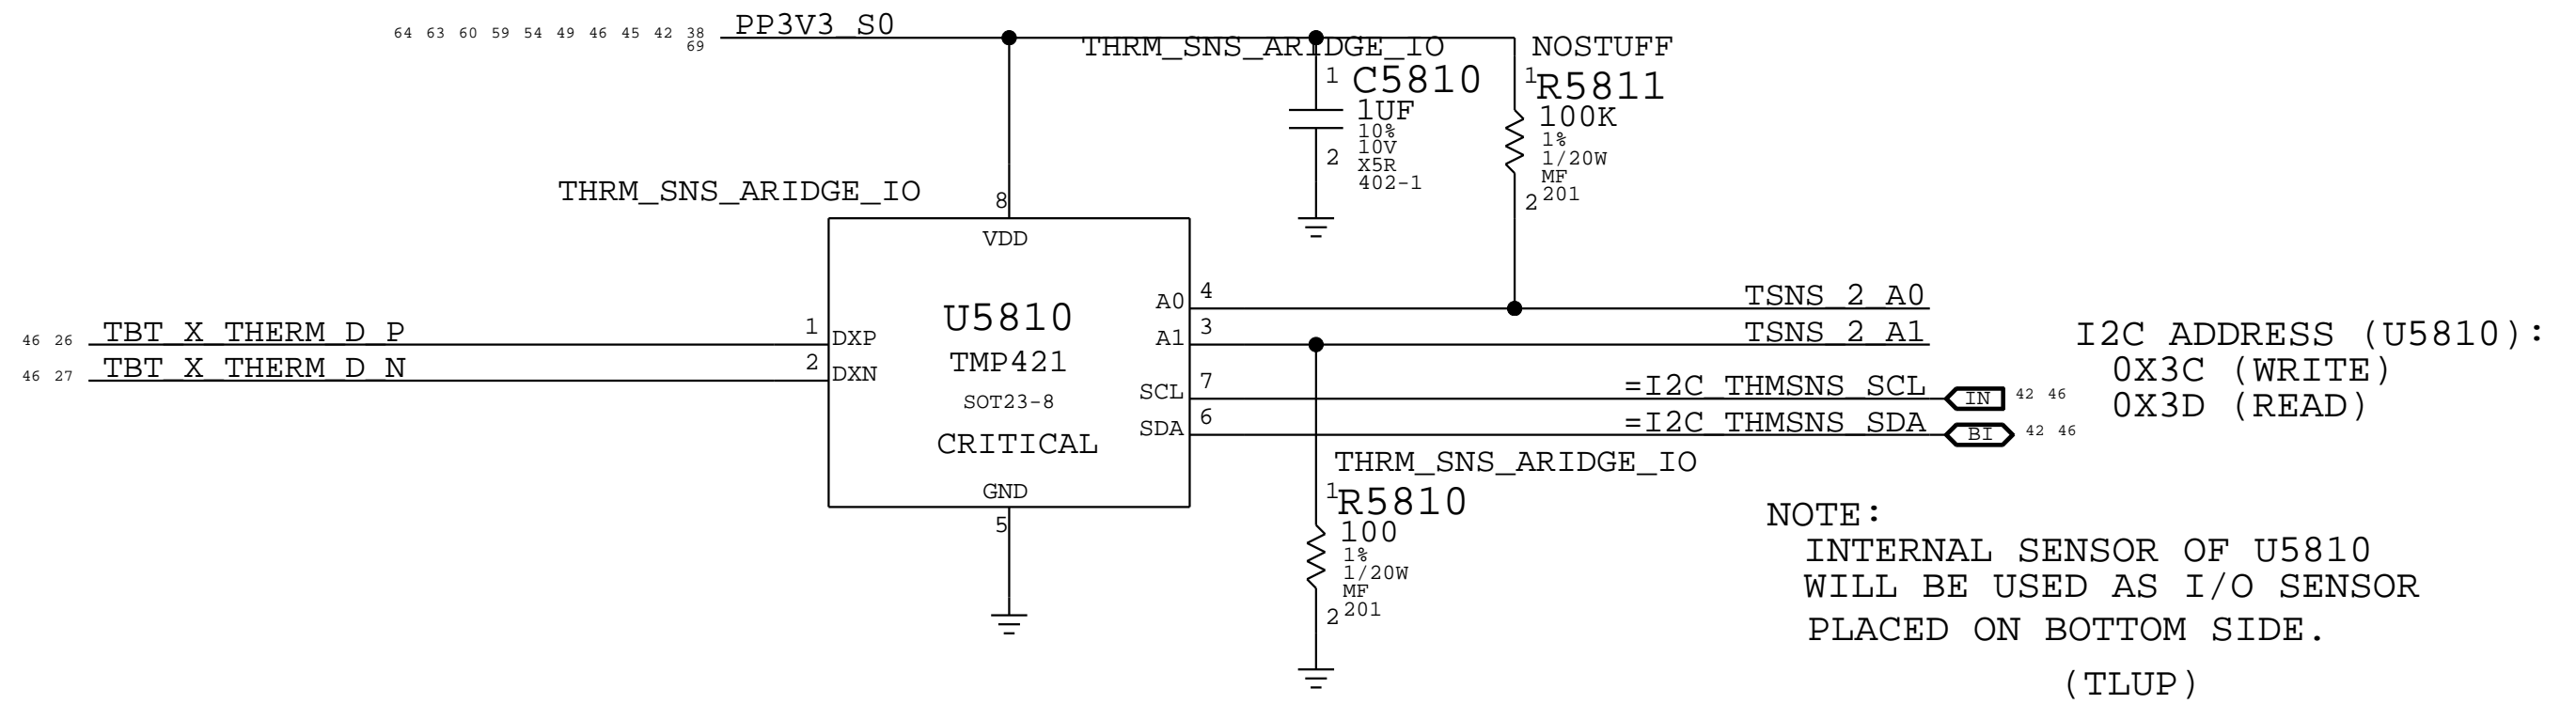 64 63 60 59 54 49 46 45 42 38
69
PP3V3_S0
THRM_SNS_ARIDGE_IO
1
C5810
1UF
10%
10V
X5R
402-1
2
NOSTUFF
1
R5811
100K
1%
1/20W
MF
201
2
THRM_SNS_ARIDGE_IO
8
VDD
46 26
TBT_X_THERM_D_P
1
DXP
46 27
TBT_X_THERM_D_N
2
DXN
U5810
TMP421
SOT23-8
CRITICAL
GND
5
A0
4
TSNS_2_A0
A1
3
TSNS_2_A1
SCL
7
=I2C_THMSNS_SCL
IN
42 46
SDA
6
=I2C_THMSNS_SDA
BI
42 46
I2C ADDRESS (U5810):
0X3C (WRITE)
0X3D (READ)
THRM_SNS_ARIDGE_IO
1
R5810
100
1%
1/20W
MF
201
2
NOTE:
INTERNAL SENSOR OF U5810
WILL BE USED AS I/O SENSOR
PLACED ON BOTTOM SIDE.
(TLUP)